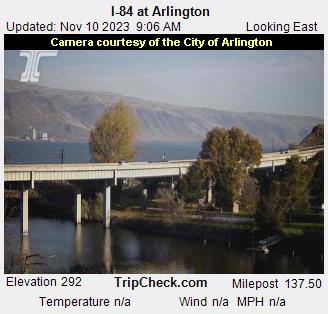 I-84 at Arlington
Updated: Nov 10 2023 9:06 AM Looking East
Camera courtesy of the City of Arlington
Elevation 292 TripCheck.com Milepost 137.50
Temperature n/a Wind n/a MPH n/a